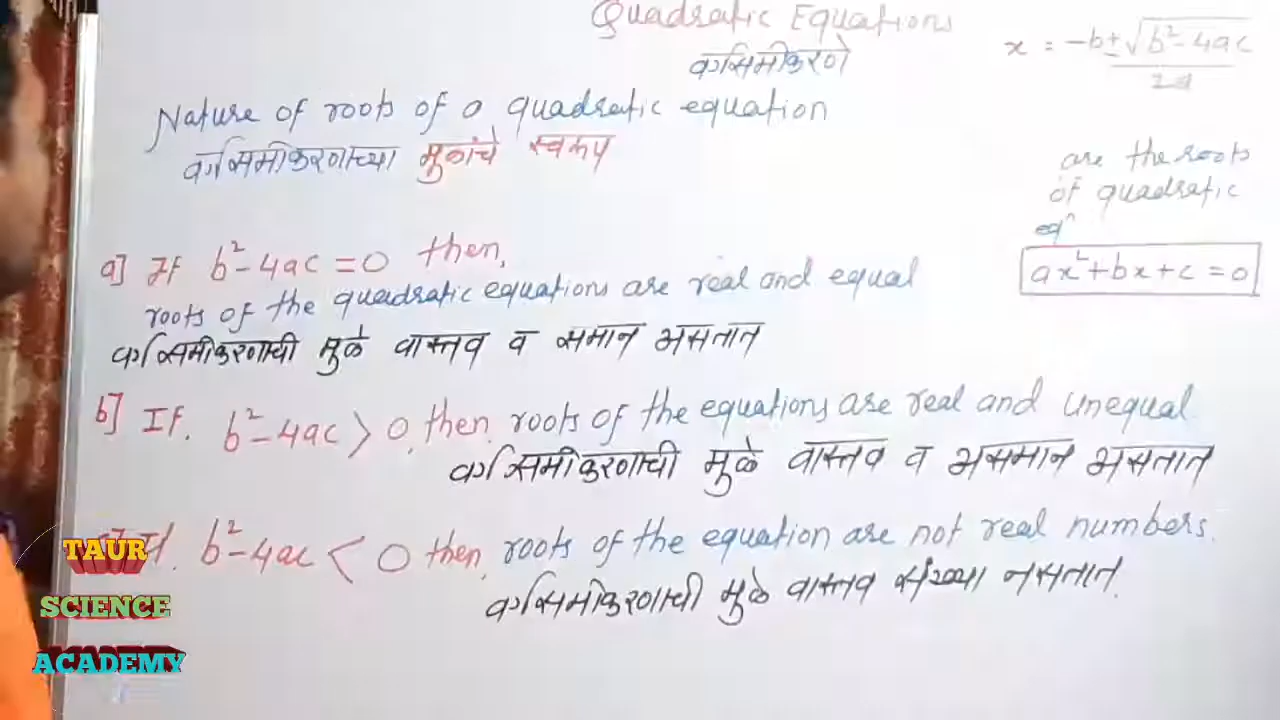 Quadratic Equations
वर्गसमीकरणे
x = -b ± √b² - 4ac
2a
Nature of roots of a quadratic equation
वर्गसमीकरणाच्या मुळांचे स्वरूप
are the roots
of quadratic
eqⁿ
ax² + bx + c = 0
a] If b² - 4ac = 0 then,
roots of the quadratic equations are real and equal
वर्गसमीकरणाची मुळे वास्तव व समान असतात
b] If. b² - 4ac > 0, then, roots of the equations are real and unequal
वर्गसमीकरणाची मुळे वास्तव व असमान असतात
If. b² - 4ac < 0 then, roots of the equation are not real numbers.
वर्गसमीकरणाची मुळे वास्तव संख्या नसतात.
TAUR
SCIENCE
ACADEMY